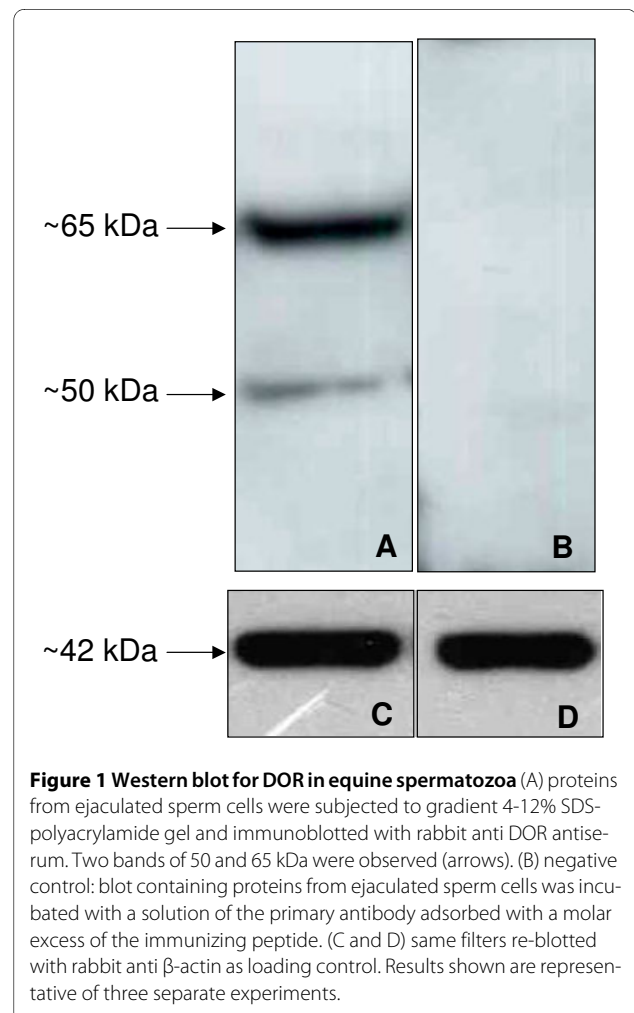 ~65 kDa
~50 kDa
A
B
~42 kDa
C
D
Figure 1 Western blot for DOR in equine spermatozoa (A) proteins
from ejaculated sperm cells were subjected to gradient 4-12% SDS-
polyacrylamide gel and immunoblotted with rabbit anti DOR antise-
rum. Two bands of 50 and 65 kDa were observed (arrows). (B) negative
control: blot containing proteins from ejaculated sperm cells was incu-
bated with a solution of the primary antibody adsorbed with a molar
excess of the immunizing peptide. (C and D) same filters re-blotted
with rabbit anti β-actin as loading control. Results shown are represen-
tative of three separate experiments.